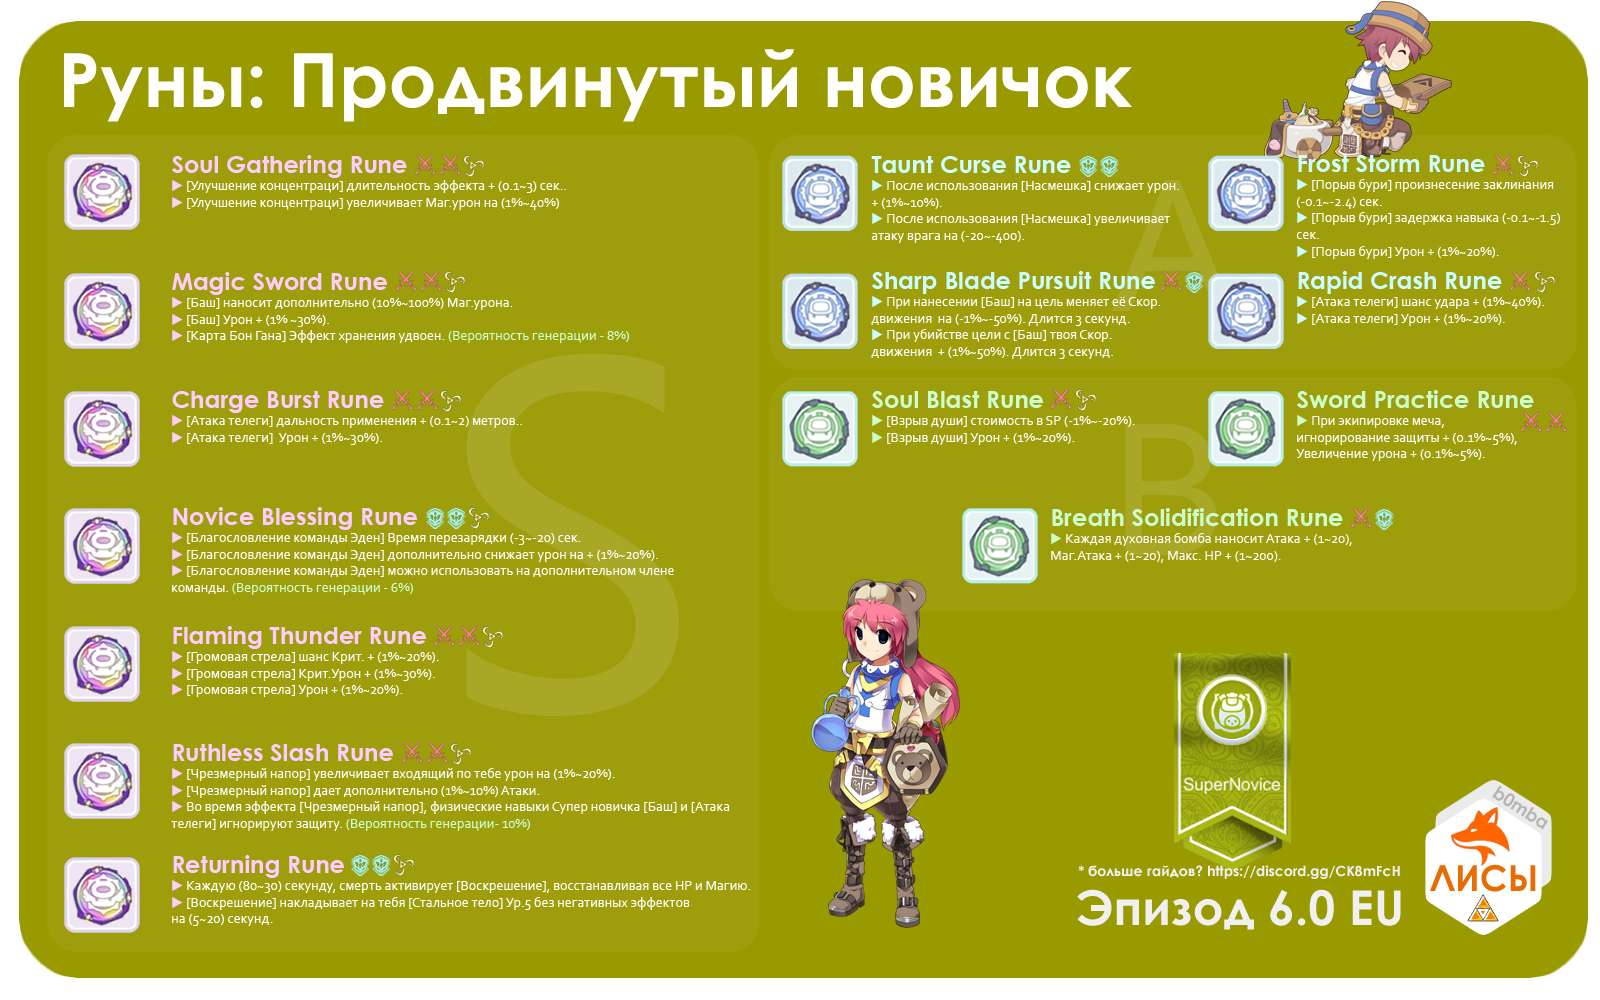 Руны: Продвинутый новичок
S
Soul Gathering Rune
▶ [Улучшение концентраци] длительность эффекта + (0.1~3) сек..
▶ [Улучшение концентраци] увеличивает Маг.урон на (1%~40%)
Magic Sword Rune
▶ [Баш] наносит дополнительно (10%~100%) Маг.урона.
▶ [Баш] Урон + (1% ~30%).
▶ [Карта Бон Гана] Эффект хранения удвоен. (Вероятность генерации - 8%)
Charge Burst Rune
▶ [Атака телеги] дальность применения + (0.1~2) метров..
▶ [Атака телеги] Урон + (1%~30%).
Novice Blessing Rune
▶ [Благословление команды Эден] Время перезарядки (-3~-20) сек.
▶ [Благословление команды Эден] дополнительно снижает урон на + (1%~20%).
▶ [Благословление команды Эден] можно использовать на дополнительном члене
команды. (Вероятность генерации - 6%)
Flaming Thunder Rune
▶ [Громовая стрела] шанс Крит. + (1%~20%).
▶ [Громовая стрела] Крит.Урон + (1%~30%).
▶ [Громовая стрела] Урон + (1%~20%).
Ruthless Slash Rune
▶ [Чрезмерный напор] увеличивает входящий по тебе урон на (1%~20%).
▶ [Чрезмерный напор] дает дополнительно (1%~10%) Атаки.
▶ Во время эффекта [Чрезмерный напор], физические навыки Супер новичка [Баш] и [Атака
телеги] игнорируют защиту. (Вероятность генерации- 10%)
Returning Rune
▶ Каждую (80~30) секунду, смерть активирует [Воскрешение], восстанавливая все HP и Магию.
▶ [Воскрешение] накладывает на тебя [Стальное тело] Ур.5 без негативных эффектов
на (5~20) секунд.
A
Taunt Curse Rune
▶ После использования [Насмешка] снижает урон.
+ (1%~10%).
▶ После использования [Насмешка] увеличивает
атаку врага на (-20~-400).
Frost Storm Rune
▶ [Порыв бури] произнесение заклинания
(-0.1~-2.4) сек.
▶ [Порыв бури] задержка навыка (-0.1~-1.5)
сек.
▶ [Порыв бури] Урон + (1%~20%).
Sharp Blade Pursuit Rune
▶ При нанесении [Баш] на цель меняет её Скор.
движения на (-1%~-50%). Длится 3 секунд.
▶ При убийстве цели с [Баш] твоя Скор.
движения + (1%~50%). Длится 3 секунд.
Rapid Crash Rune
▶ [Атака телеги] шанс удара + (1%~40%).
▶ [Атака телеги] Урон + (1%~20%).
B
Soul Blast Rune
▶ [Взрыв души] стоимость в SP (-1%~-20%).
▶ [Взрыв души] Урон + (1%~20%).
Sword Practice Rune
▶ При экипировке меча,
игнорирование защиты + (0.1%~5%),
Увеличение урона + (0.1%~5%).
Breath Solidification Rune
▶ Каждая духовная бомба наносит Атака + (1~20),
Маг.Атака + (1~20), Макс. HP + (1~200).
SuperNovice
* больше гайдов? https://discord.gg/CK8mFcH
Эпизод 6.0 EU
b0mba
ЛИСЫ